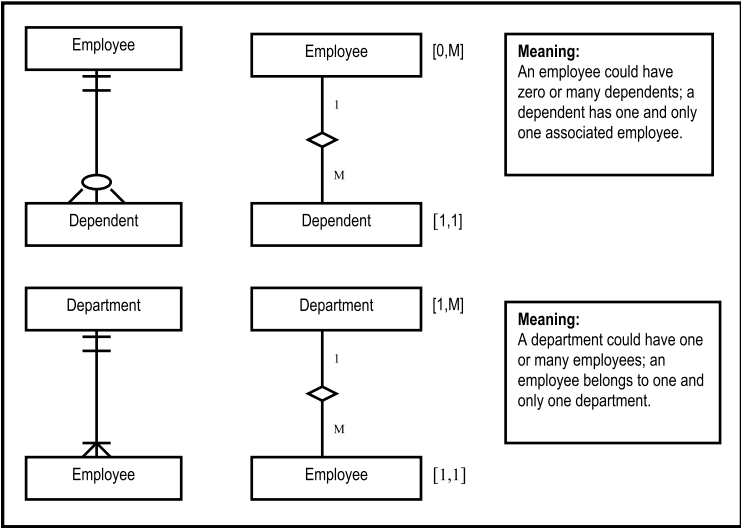 Employee
Employee
[0,M]
1
M
Dependent
Dependent
[1,1]
Meaning:
An employee could have
zero or many dependents; a
dependent has one and only
one associated employee.
Department
Department
[1,M]
1
M
Employee
Employee
[1,1]
Meaning:
A department could have one
or many employees; an
employee belongs to one and
only one department.